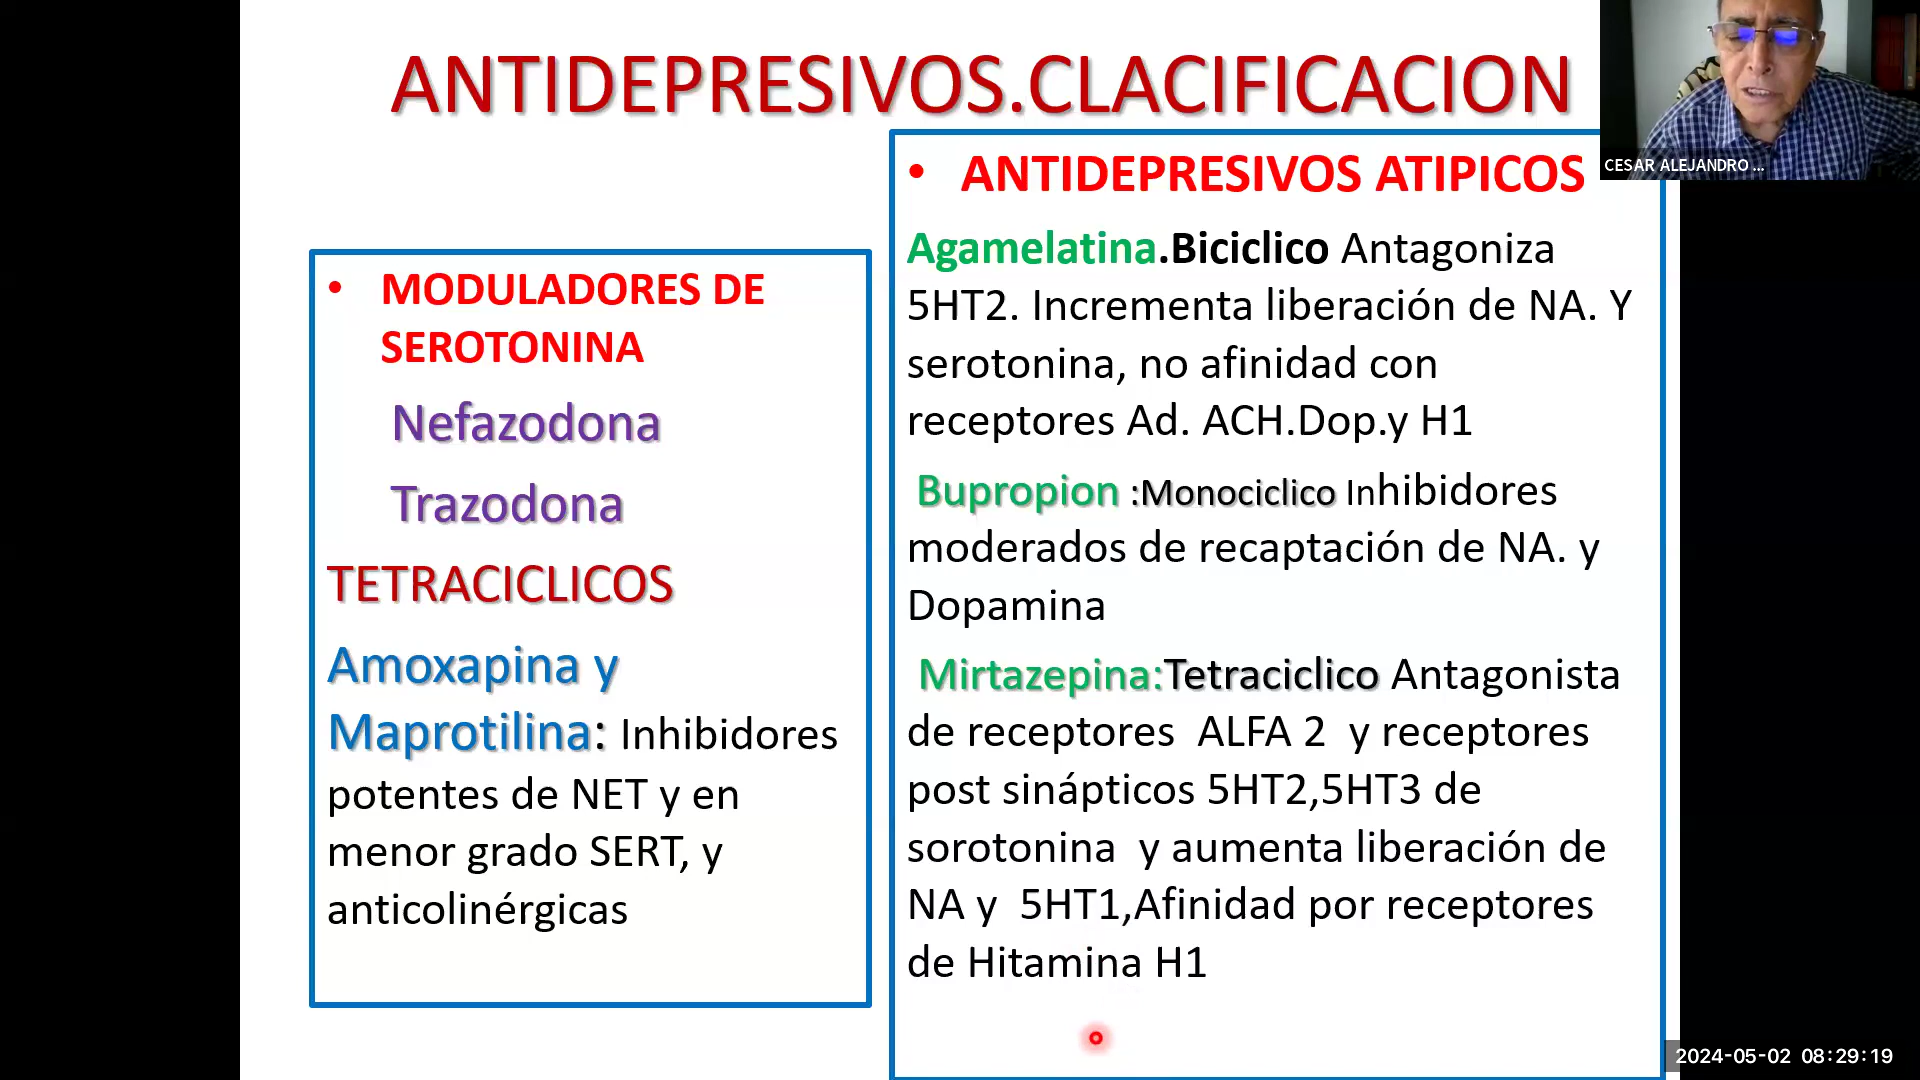 ANTIDEPRESIVOS.CLACIFICACION
• MODULADORES DE
SEROTONINA
Nefazodona
Trazodona
TETRACICLICOS
Amoxapina y
Maprotilina: Inhibidores
potentes de NET y en
menor grado SERT, y
anticolinérgicas
• ANTIDEPRESIVOS ATIPICOS
Agamelatina.Biciclico Antagoniza
5HT2. Incrementa liberación de NA. Y
serotonina, no afinidad con
receptores Ad. ACH.Dop.y H1
Bupropion :Monociclico Inhibidores
moderados de recaptación de NA. y
Dopamina
Mirtazepina:Tetraciclico Antagonista
de receptores ALFA 2 y receptores
post sinápticos 5HT2,5HT3 de
sorotonina y aumenta liberación de
NA y 5HT1,Afinidad por receptores
de Hitamina H1
CESAR ALEJANDRO ...
2024-05-02 08:29:19